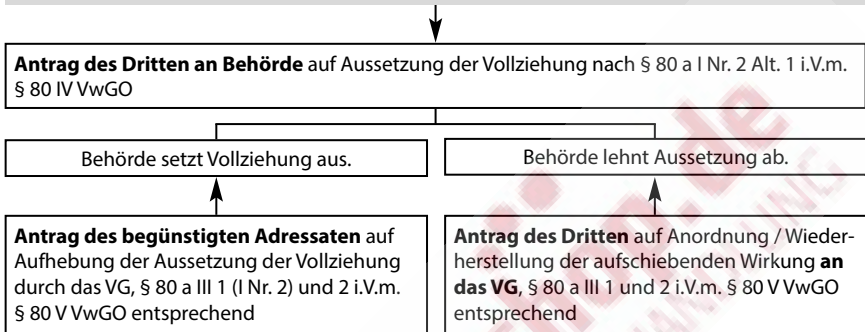 Antrag des Dritten an Behörde auf Aussetzung der Vollziehung nach § 80 a I Nr. 2 Alt. 1 i.V.m.
§ 80 IV VwGO
Behörde setzt Vollziehung aus.
Behörde lehnt Aussetzung ab.
Antrag des begünstigten Adressaten auf
Aufhebung der Aussetzung der Vollziehung
durch das VG, § 80 a III 1 (I Nr. 2) und 2 i.V.m.
§ 80 V VwGO entsprechend
Antrag des Dritten auf Anordnung / Wieder-
herstellung der aufschiebenden Wirkung an
das VG, § 80 a III 1 und 2 i.V.m. § 80 V VwGO
entsprechend
shop.de